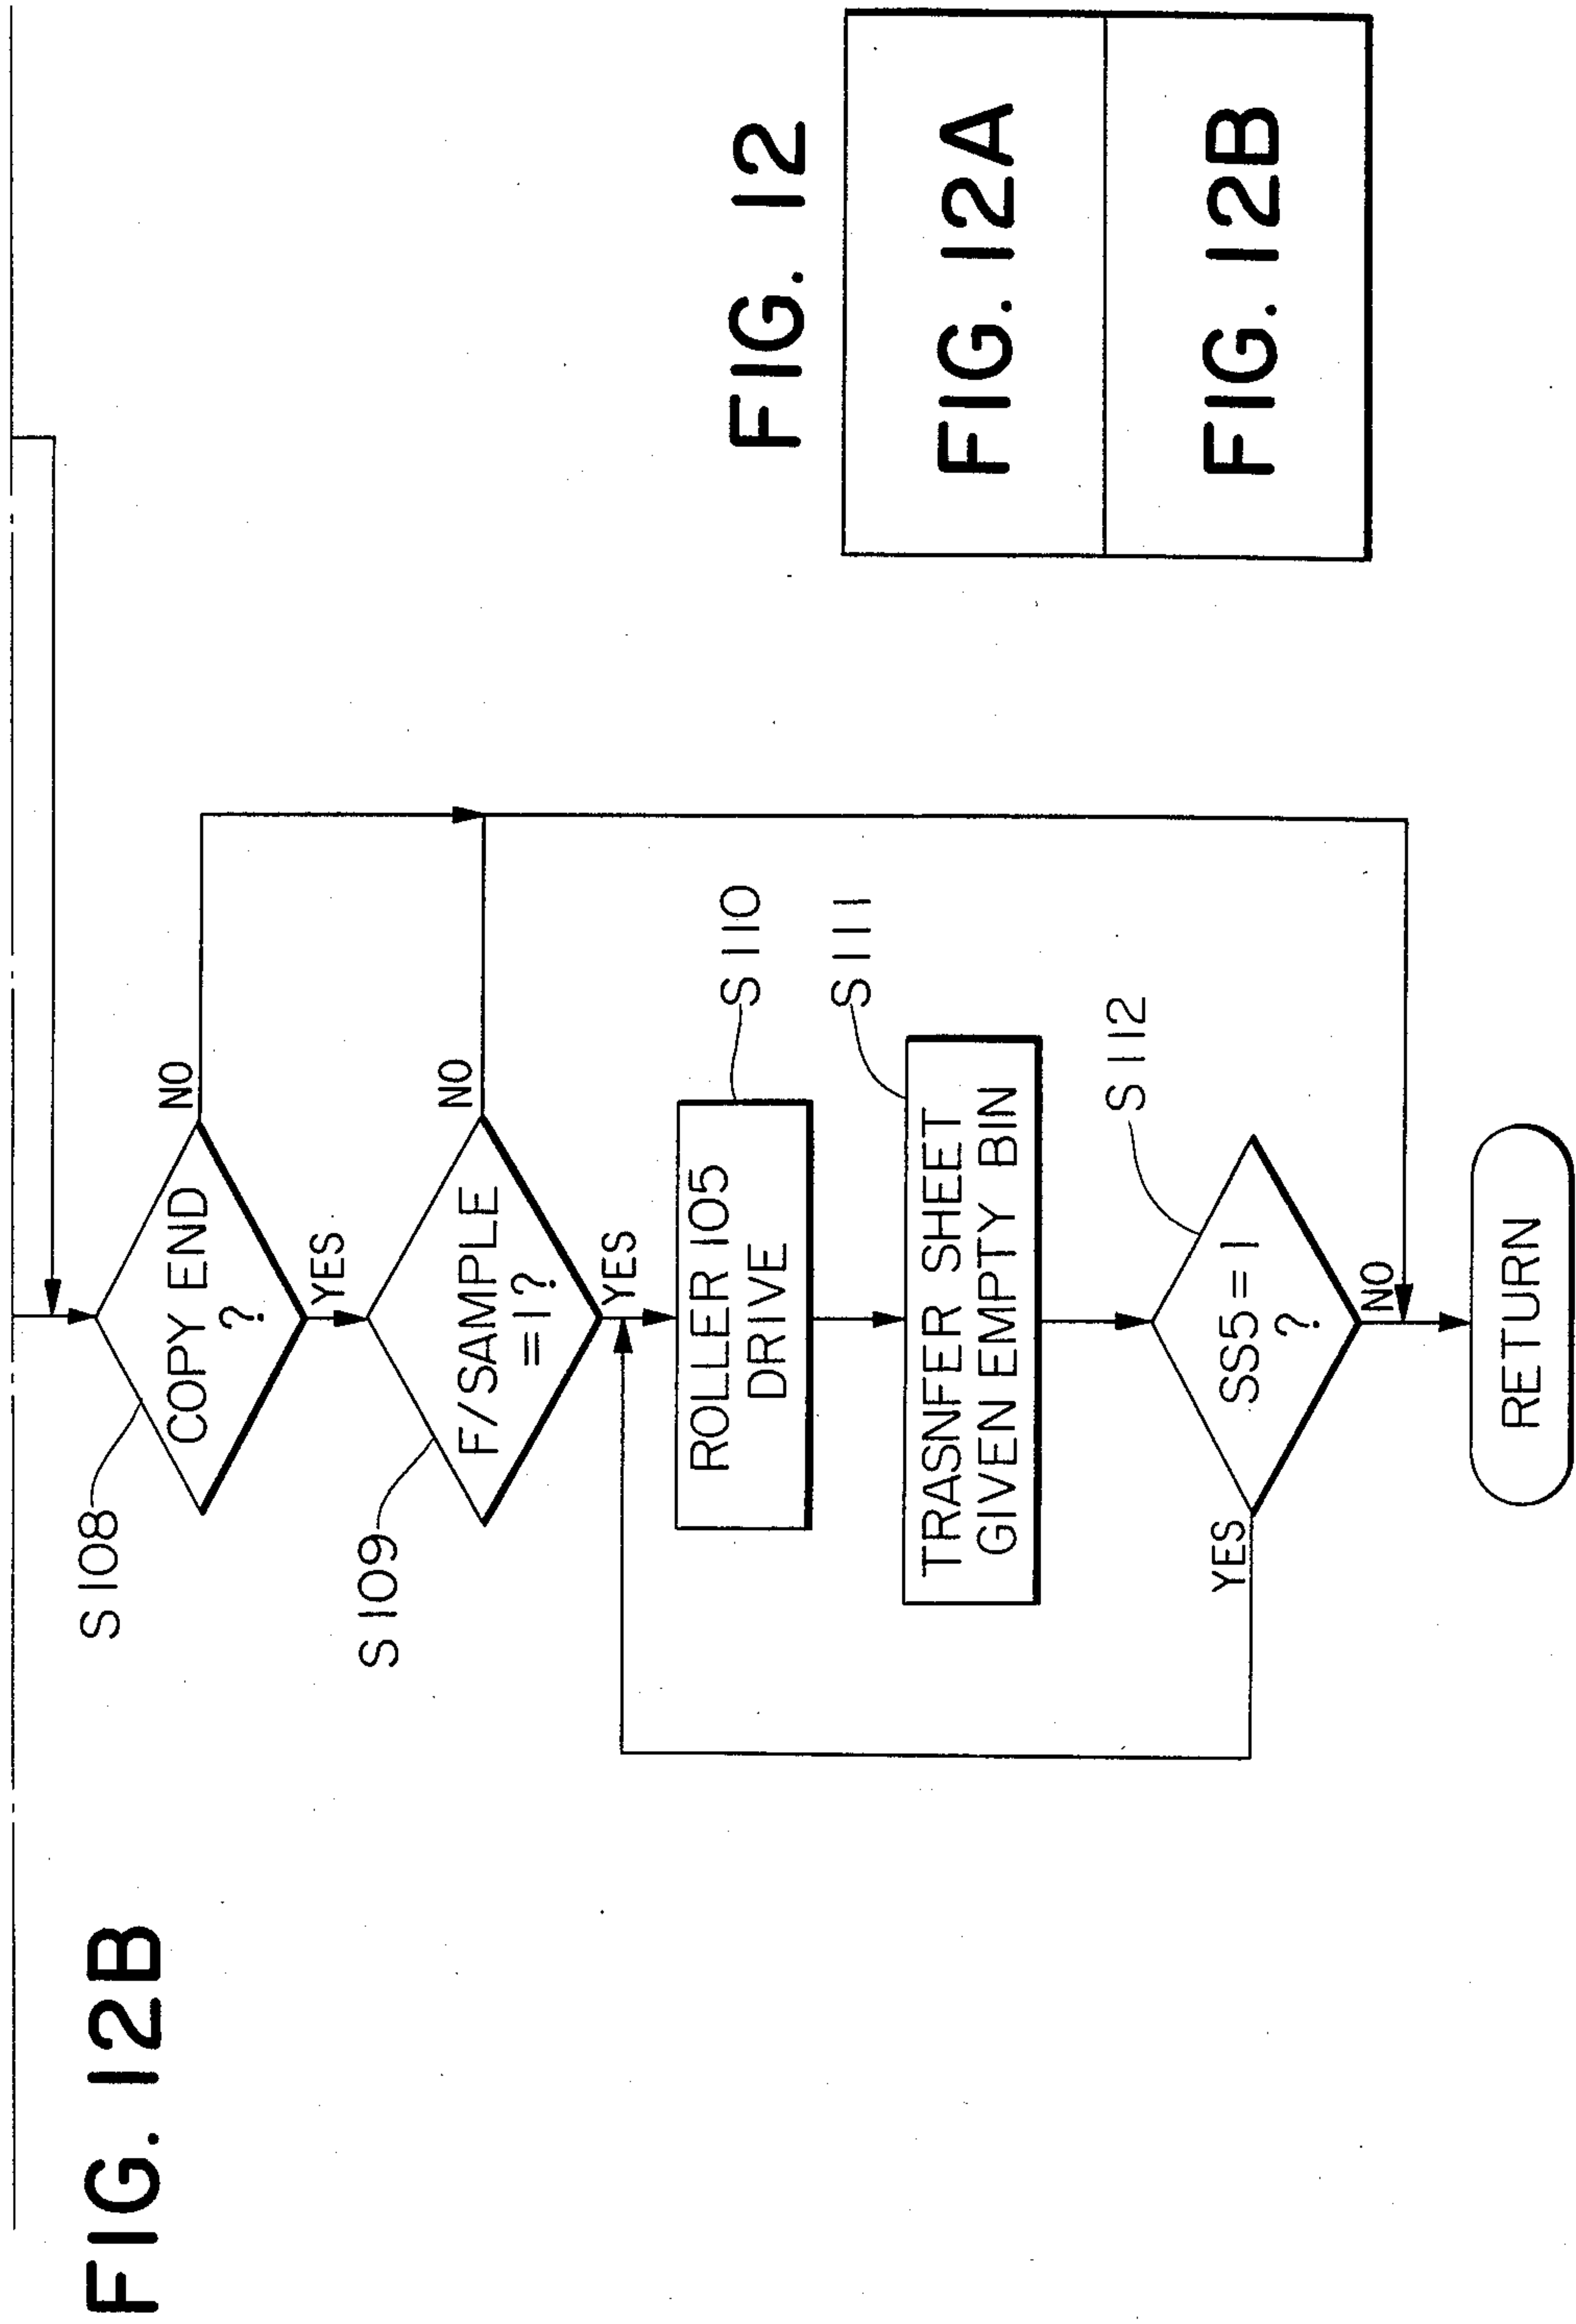 FIG. 12B
S108
COPY END
?
NO
YES
S109
F/SAMPLE
=1?
NO
YES
ROLLER 105
DRIVE
S110
TRASNFER SHEET
GIVEN EMPTY BIN
S111
SS5=1
?
S112
YES
NO
RETURN
FIG. 12
FIG. 12A
FIG. 12B